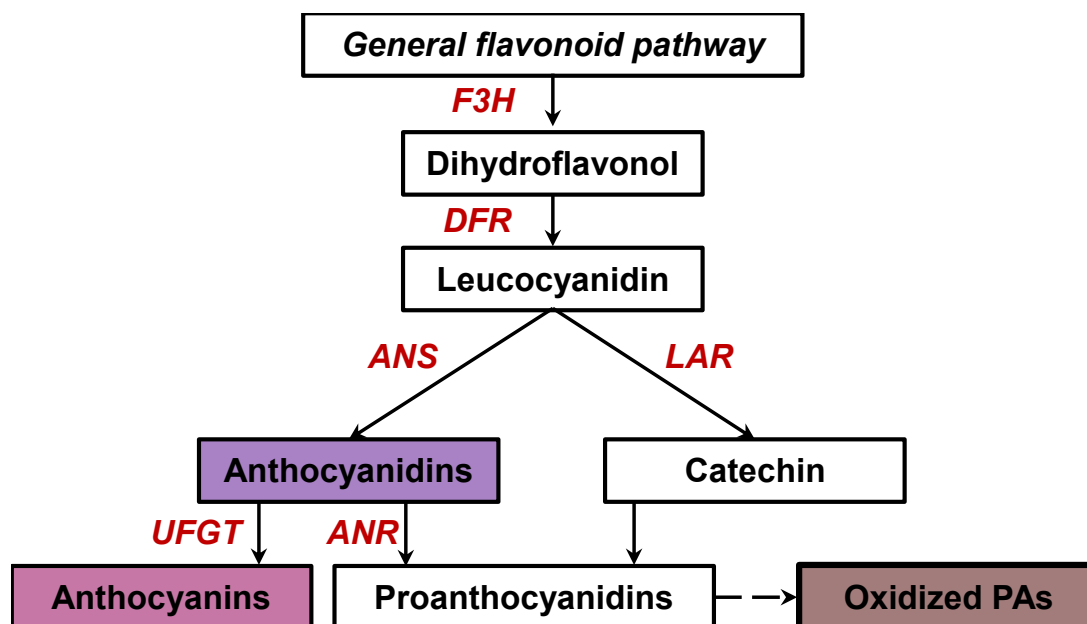 General flavonoid pathway
F3H
Dihydroflavonol
DFR
Leucocyanidin
ANS
LAR
Anthocyanidins
Catechin
UFGT
ANR
Anthocyanins
Proanthocyanidins
Oxidized PAs